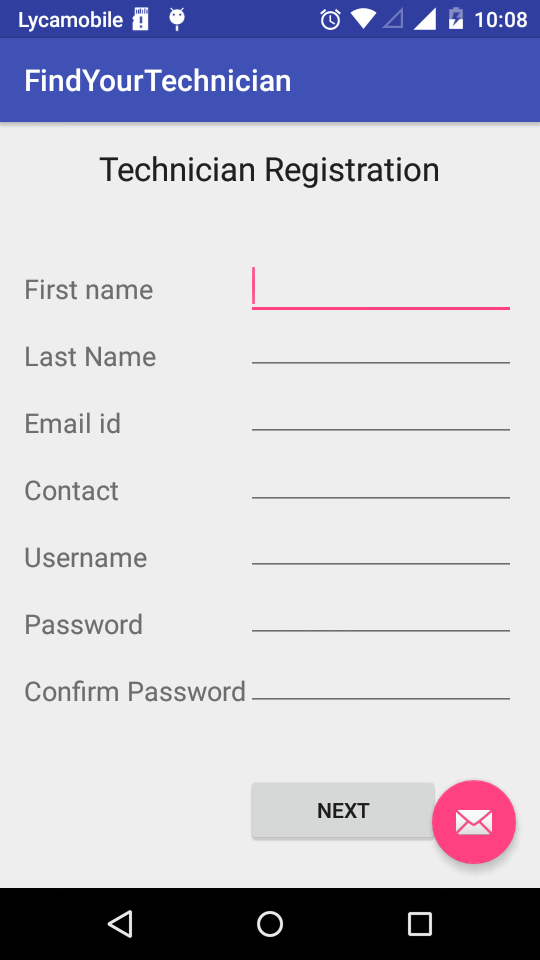 Lycamobile 10:08
FindYourTechnician
Technician Registration
First name
Last Name
Email id
Contact
Username
Password
Confirm Password
NEXT